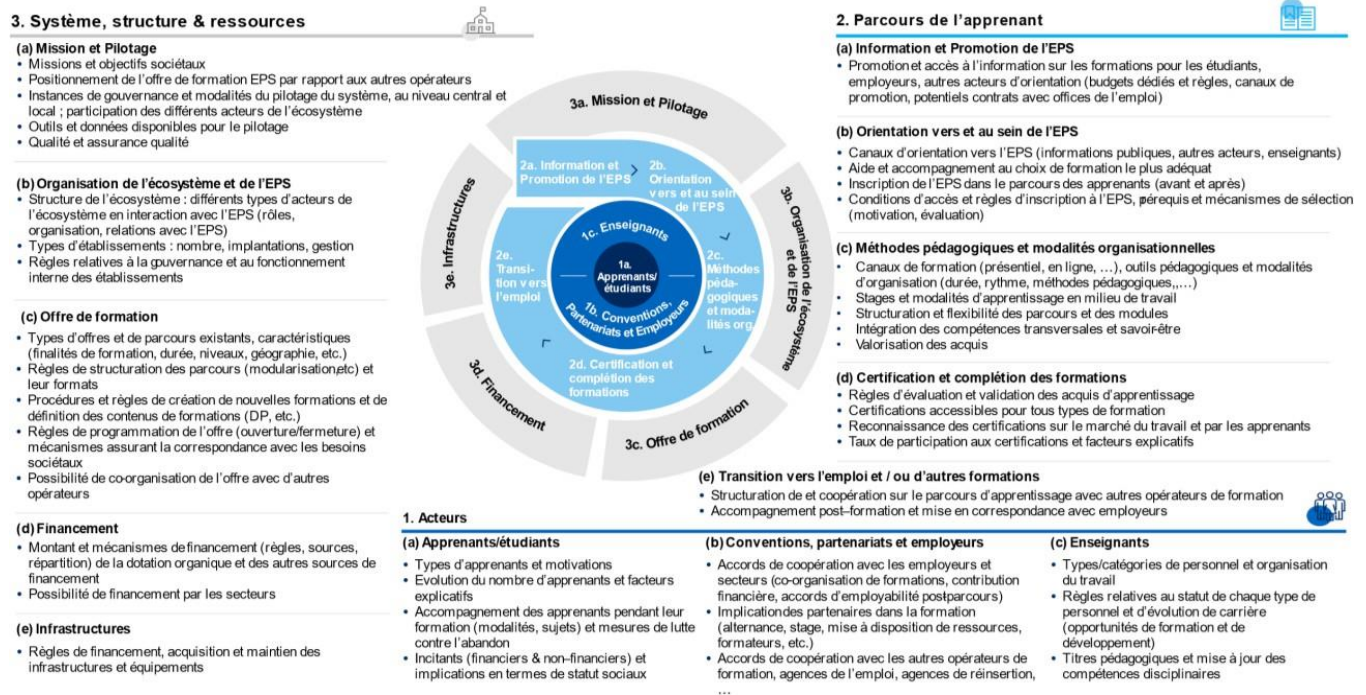 3. Système, structure & ressources
(a) Mission et Pilotage
• Missions et objectifs sociétaux
• Positionnement de l'offre de formation EPS par rapport aux autres opérateurs
• Instances de gouvernance et modalités du pilotage du système, au niveau central et
local ; participation des différents acteurs de l'écosystème
• Outils et données disponibles pour le pilotage
• Qualité et assurance qualité
(b) Organisation de l'écosystème et de l'EPS
• Structure de l'écosystème : différents types d'acteurs de
l'écosystème en interaction avec l'EPS (rôles,
organisation, relations avec l'EPS)
• Types d'établissements : nombre, implantations, gestion
• Règles relatives à la gouvernance et au fonctionnement
interne des établissements
(c) Offre de formation
• Types d'offres et de parcours existants, caractéristiques
(finalités de formation, durée, niveaux, géographie, etc.)
• Règles de structuration des parcours (modularisation,etc) et
leur formats
• Procédures et règles de création de nouvelles formations et de
définition des contenus de formations (DP, etc.)
• Règles de programmation de l'offre (ouverture/fermeture) et
mécanismes assurant la correspondance avec les besoins
sociétaux
• Possibilité de co-organisation de l'offre avec d'autres
opérateurs
(d) Financement
• Montant et mécanismes de financement (règles, sources,
répartition) de la dotation organique et des autres sources de
financement
• Possibilité de financement par les secteurs
(e) Infrastructures
• Règles de financement, acquisition et maintien des
infrastructures et équipements
3a. Mission et Pilotage
3b. Organisation de l'écosystème
et de l'EPS
3c. Offre de formation
3d. Financement
3e. Infrastructures
2a. Information et
Promotion de l'EPS
2b.
Orientation
vers et au sein
de l'EPS
2c.
Méthodes
péda-
gogiques
et moda-
lités org.
2d. Certification et
complétion des
formations
2e.
Transi-
tion vers
l'emploi
1c. Enseignants
1a.
Apprenants/
étudiants
1b. Conventions,
Partenariats et Employeurs
2. Parcours de l'apprenant
(a) Information et Promotion de l'EPS
• Promotion et accès à l'information sur les formations pour les étudiants,
employeurs, autres acteurs d'orientation (budgets dédiés et règles, canaux de
promotion, potentiels contrats avec offices de l'emploi)
(b) Orientation vers et au sein de l'EPS
• Canaux d'orientation vers l'EPS (informations publiques, autres acteurs, enseignants)
• Aide et accompagnement au choix de formation le plus adéquat
• Inscription de l'EPS dans le parcours des apprenants (avant et après)
• Conditions d'accès et règles d'inscription à l'EPS, prérequis et mécanismes de sélection
(motivation, évaluation)
(c) Méthodes pédagogiques et modalités organisationnelles
• Canaux de formation (présentiel, en ligne, …), outils pédagogiques et modalités
d'organisation (durée, rythme, méthodes pédagogiques,,…)
• Stages et modalités d'apprentissage en milieu de travail
• Structuration et flexibilité des parcours et des modules
• Intégration des compétences transversales et savoir-être
• Valorisation des acquis
(d) Certification et complétion des formations
• Règles d'évaluation et validation des acquis d'apprentissage
• Certifications accessibles pour tous types de formation
• Reconnaissance des certifications sur le marché du travail et par les apprenants
• Taux de participation aux certifications et facteurs explicatifs
(e) Transition vers l'emploi et / ou d'autres formations
• Structuration de et coopération sur le parcours d'apprentissage avec autres opérateurs de formation
• Accompagnement post–formation et mise en correspondance avec employeurs
1. Acteurs
(a) Apprenants/étudiants
• Types d'apprenants et motivations
• Evolution du nombre d'apprenants et facteurs
explicatifs
• Accompagnement des apprenants pendant leur
formation (modalités, sujets) et mesures de lutte
contre l'abandon
• Incitants (financiers & non–financiers) et
implications en termes de statut sociaux
(b) Conventions, partenariats et employeurs
• Accords de coopération avec les employeurs et
secteurs (co-organisation de formations, contribution
financière, accords d'employabilité postparcours)
• Implication des partenaires dans la formation
(alternance, stage, mise à disposition de ressources,
formateurs, etc.)
• Accords de coopération avec les autres opérateurs de
formation, agences de l'emploi, agences de réinsertion,
…
(c) Enseignants
• Types/catégories de personnel et organisation
du travail
• Règles relatives au statut de chaque type de
personnel et d'évolution de carrière
(opportunités de formation et de
développement)
• Titres pédagogiques et mise à jour des
compétences disciplinaires